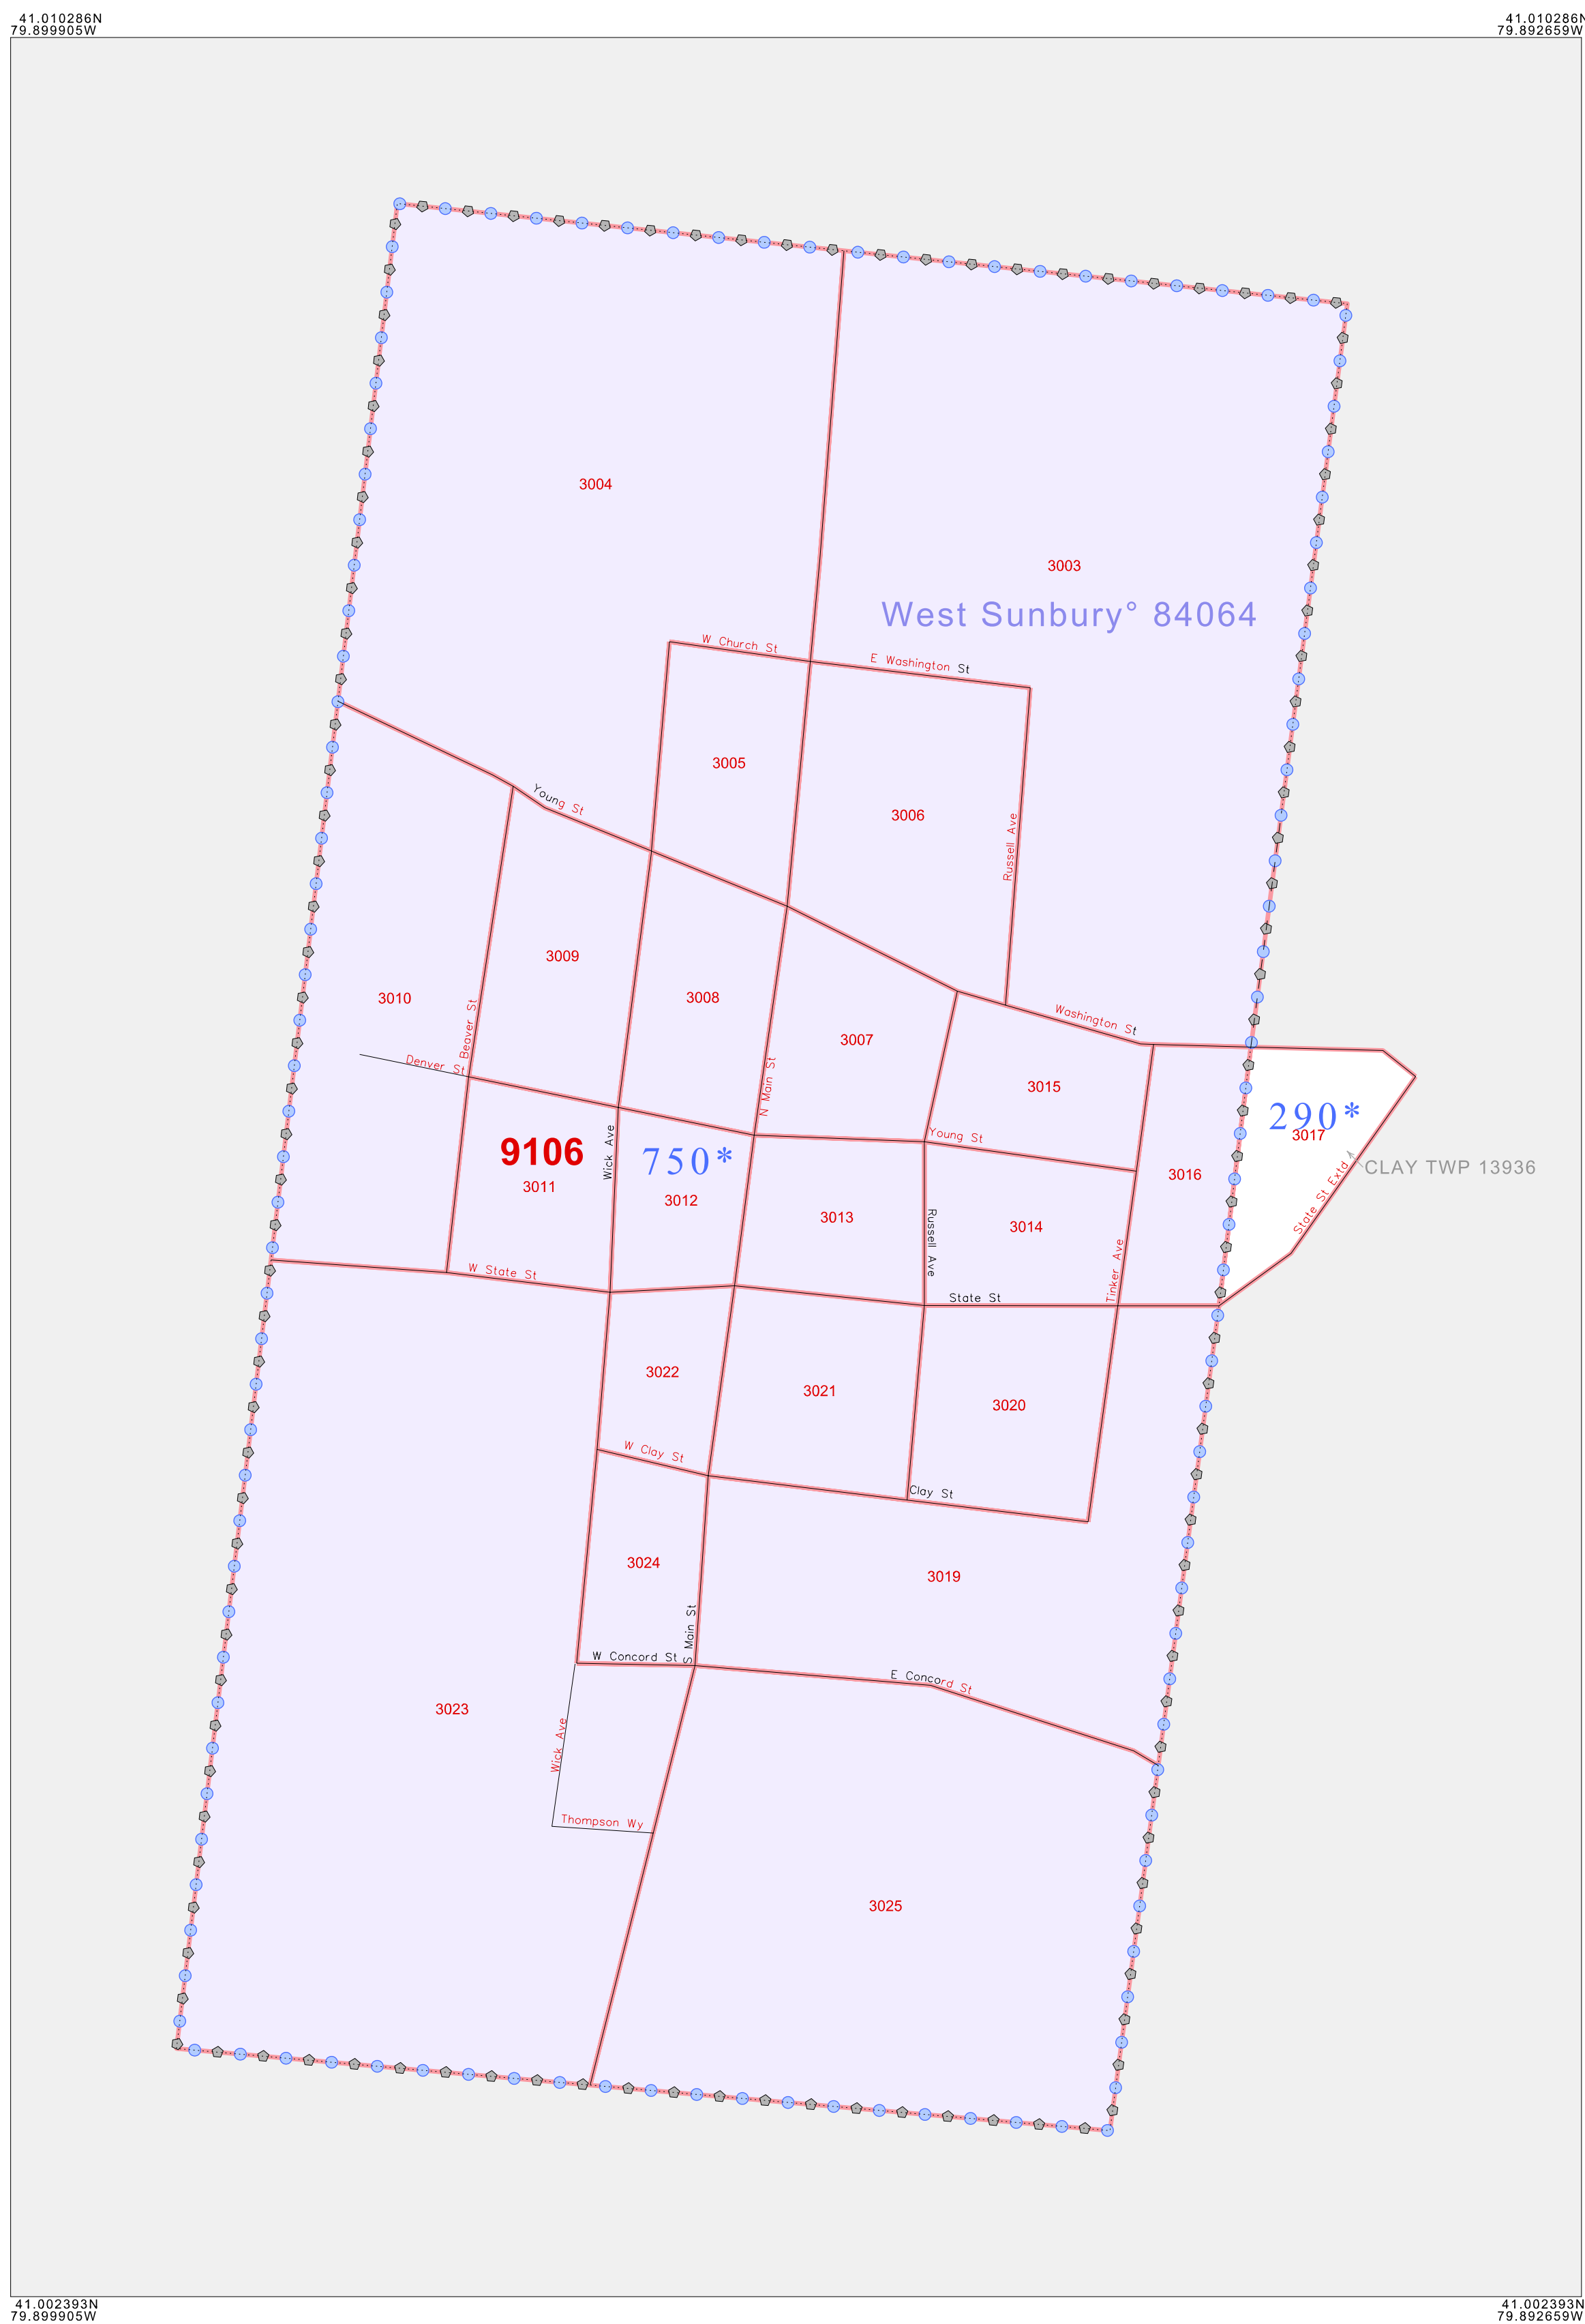 41.010286N
79.899905W
41.010286N
79.892659W
3004
3003
West Sunbury° 84064
W Church St
E Washington St
3005
Young St
3006
Russell Ave
3009
3008
3010
Beaver St
Washington St
3007
Denver St
N Main St
3015
290*
3017
Young St
9106
Wick Ave
750*
CLAY TWP 13936
3016
3011
3012
State St Extd
3013
Russell Ave
3014
Tinker Ave
W State St
State St
3022
3021
3020
W Clay St
Clay St
3024
3019
S Main St
W Concord St
E Concord St
3023
Wick Ave
Thompson Wy
3025
41.002393N
79.899905W
41.002393N
79.892659W